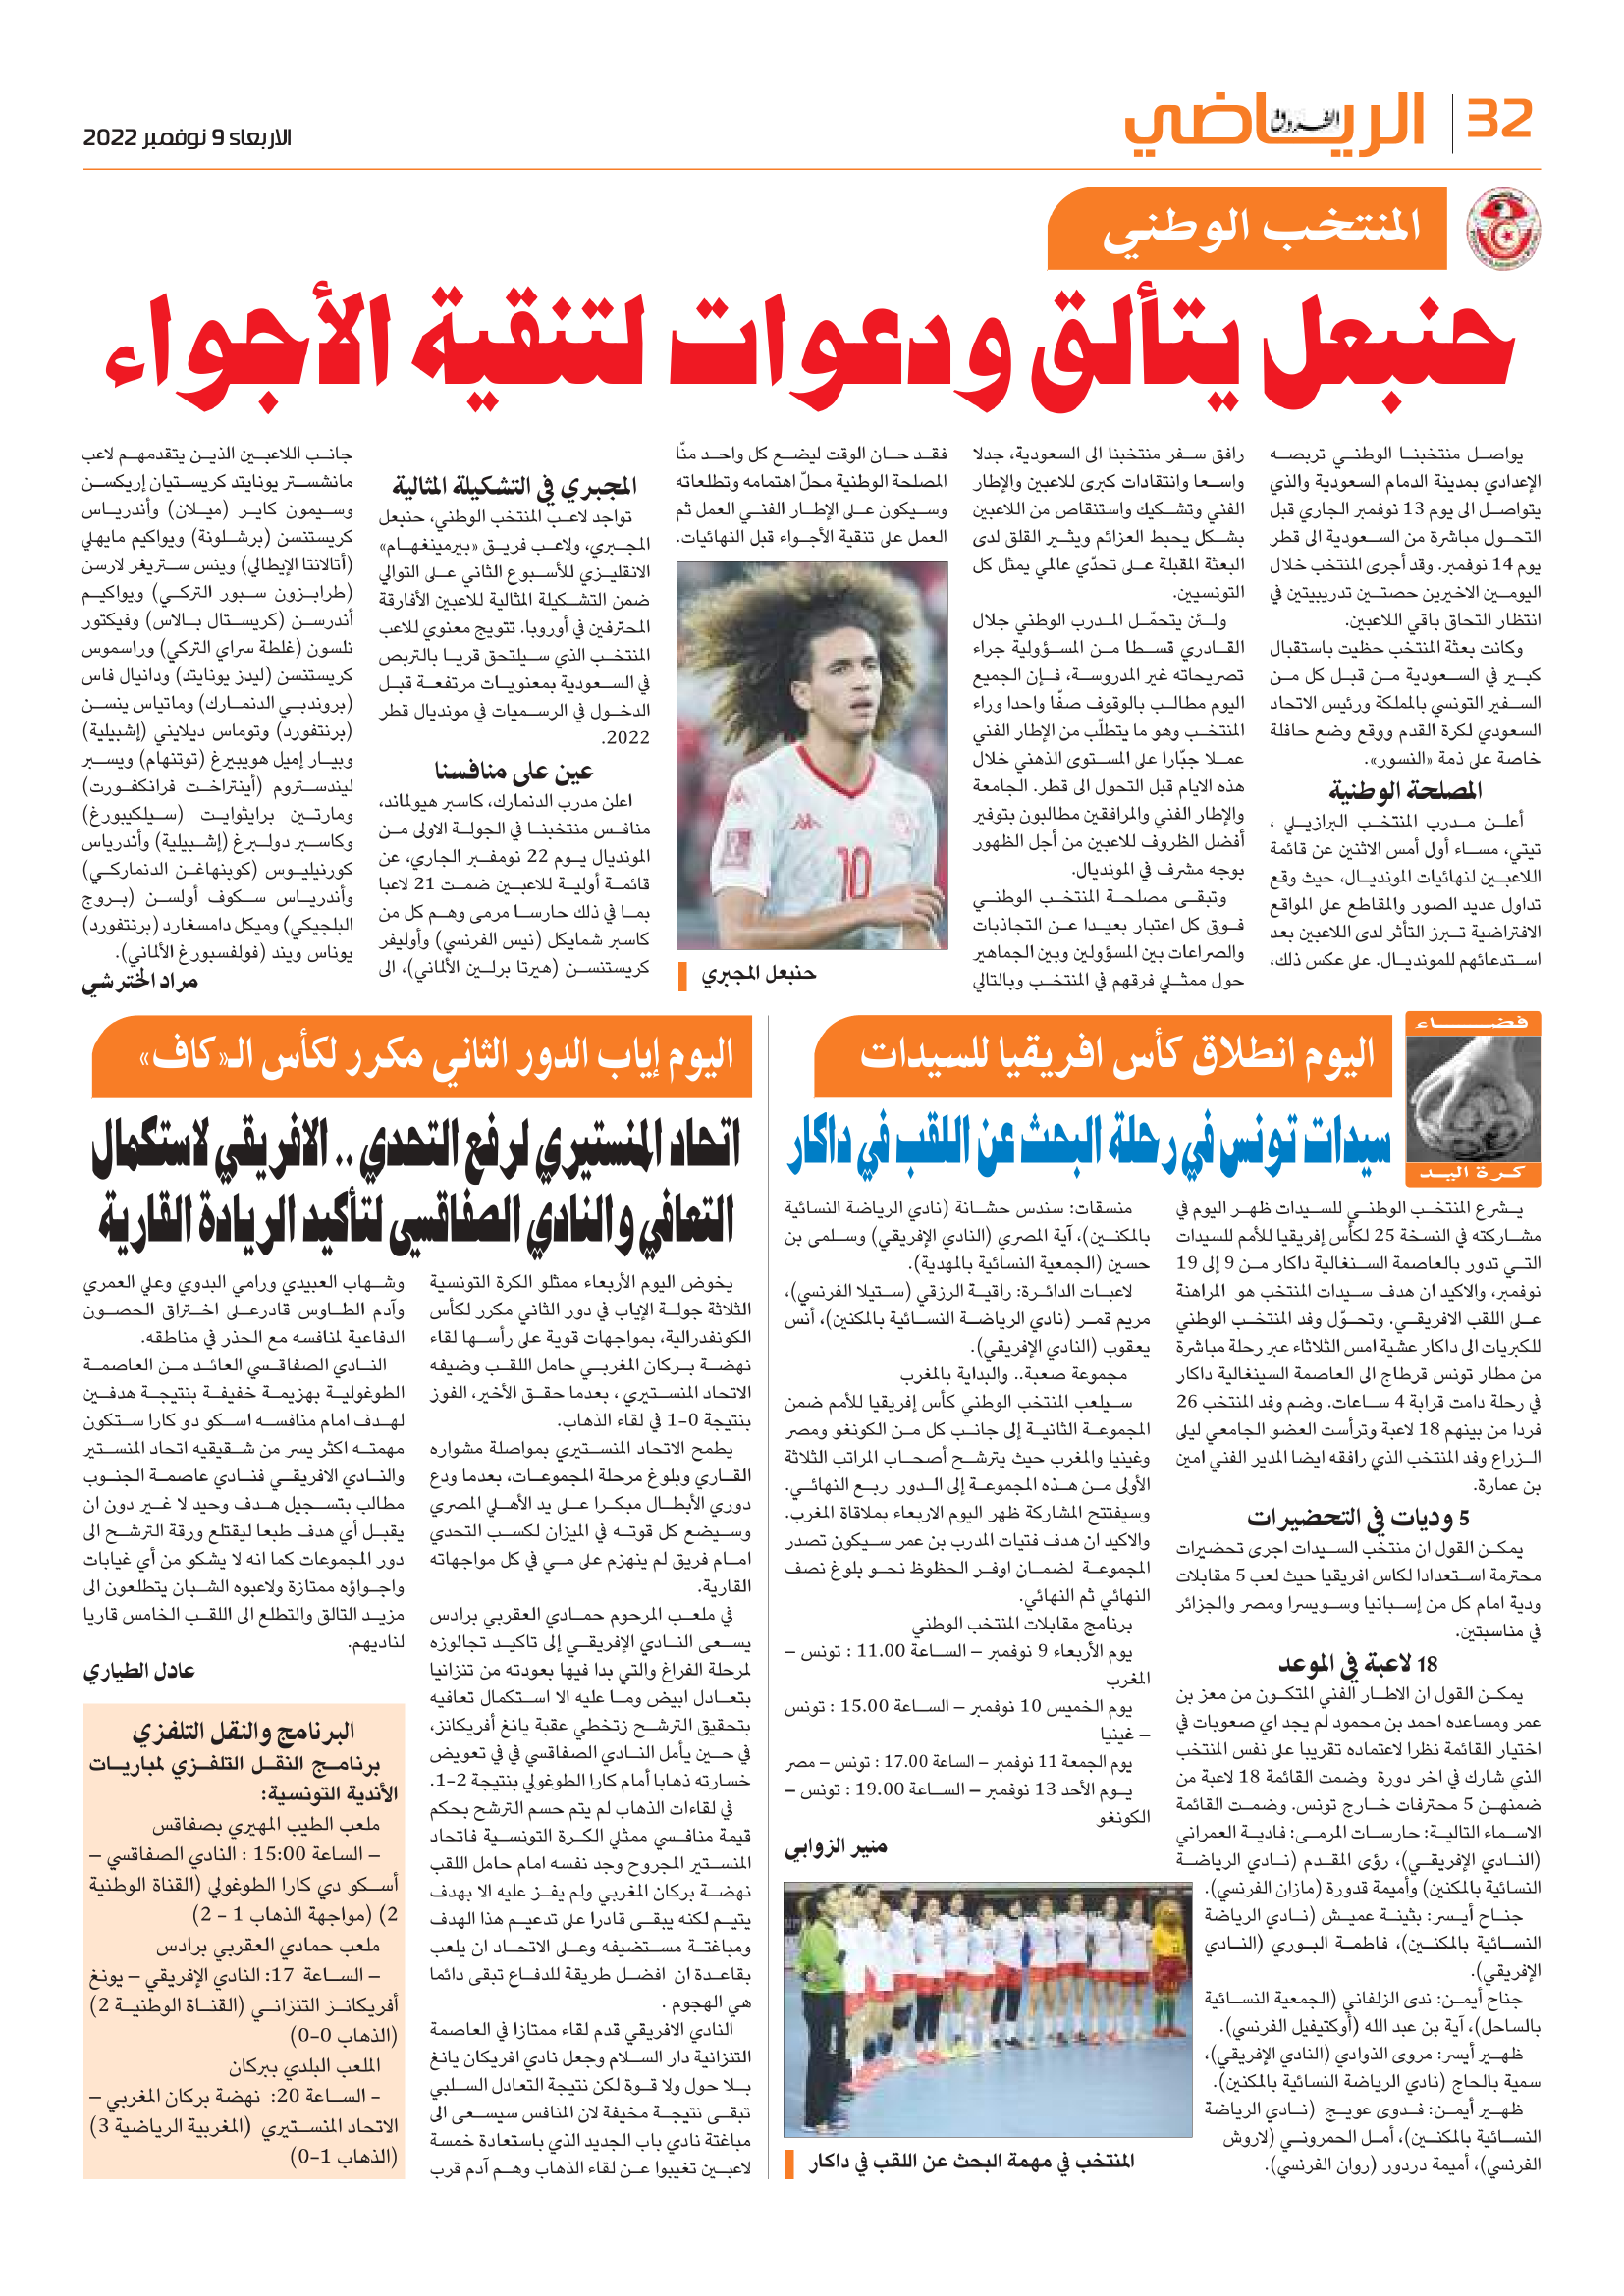 32
الرياضي
الشروق
الاربعاء 9 نوفمبر 2022
المنتخب الوطني
حنبعل يتألق ودعوات لتنقية الأجواء
يواصل منتخبنا الوطني تربصه
الإعدادي بمدينة الدمام السعودية والذي
يتواصل الى يوم 13 نوفمبر الجاري قبل
التحول مباشرة من السعودية الى قطر
يوم 14 نوفمبر. وقد أجرى المنتخب خلال
اليومين الاخيرين حصتين تدريبيتين في
انتظار التحاق باقي اللاعبين.
وكانت بعثة المنتخب حظيت باستقبال
كبير في السعودية من قبل كل من
السفير التونسي بالمملكة ورئيس الاتحاد
السعودي لكرة القدم ووقع وضع حافلة
خاصة على ذمة «النسور».
المصلحة الوطنية
أعلن مدرب المنتخب البرازيلي ،
تيتي، مساء أول أمس الاثنين عن قائمة
اللاعبين لنهائيات المونديال، حيث وقع
تداول عديد الصور والمقاطع على المواقع
الافتراضية تبرز التأثر لدى اللاعبين بعد
استدعائهم للمونديال. على عكس ذلك،
رافق سفر منتخبنا الى السعودية، جدلا
واسعا وانتقادات كبرى للاعبين والإطار
الفني وتشكيك واستنقاص من اللاعبين
بشكل يحبط العزائم ويثير القلق لدى
البعثة المقبلة على تحدّي عالمي يمثل كل
التونسيين.
ولئن يتحمّل المدرب الوطني جلال
القادري قسطا من المسؤولية جراء
تصريحاته غير المدروسة، فإن الجميع
اليوم مطالب بالوقوف صفّا واحدا وراء
المنتخب وهو ما يتطلّب من الإطار الفني
عملا جبّارا على المستوى الذهني خلال
هذه الايام قبل التحول الى قطر. الجامعة
والإطار الفني والمرافقين مطالبون بتوفير
أفضل الظروف للاعبين من أجل الظهور
بوجه مشرف في المونديال.
وتبقى مصلحة المنتخب الوطني
فوق كل اعتبار بعيدا عن التجاذبات
والصراعات بين المسؤولين وبين الجماهير
حول ممثلي فرقهم في المنتخب وبالتالي
فقد حان الوقت ليضع كل واحد منّا
المصلحة الوطنية محلّ اهتمامه وتطلعاته
وسيكون على الإطار الفني العمل ثم
العمل على تنقية الأجواء قبل النهائيات.
10
حنبعل المجبري
المجبري في التشكيلة المثالية
تواجد لاعب المنتخب الوطني، حنبعل
المجبري، ولاعب فريق «بيرمينغهام»
الانقليزي للأسبوع الثاني على التوالي
ضمن التشكيلة المثالية للاعبين الأفارقة
المحترفين في أوروبا. تتويج معنوي للاعب
المنتخب الذي سيلتحق قريبا بالتربص
في السعودية بمعنويات مرتفعة قبل
الدخول في الرسميات في مونديال قطر
2022.
عين على منافسنا
اعلن مدرب الدنمارك، كاسبر هيولماند،
منافس منتخبنا في الجولة الاولى من
المونديال يوم 22 نومفبر الجاري، عن
قائمة أولية للاعبين ضمت 21 لاعبا
بما في ذلك حارسا مرمى وهم كل من
كاسبر شمايكل (نيس الفرنسي) وأوليفر
كريستنسن (هيرتا برلين الألماني)، الى
جانب اللاعبين الذين يتقدمهم لاعب
مانشستر يونايتد كريستيان إريكسن
وسيمون كاير (ميلان) وأندرياس
كريستنسن (برشلونة) ويواكيم مايهلي
(أتالانتا الإيطالي) وينس ستريغر لارسن
(طرابزون سبور التركي) ويواكيم
أندرسن (كريستال بالاس) وفيكتور
نلسون (غلطة سراي التركي) وراسموس
كريستنسن (ليدز يونايتد) ودانيال فاس
(بروندبي الدنمارك) وماتياس ينسن
(برنتفورد) وتوماس ديلايني (إشبيلية)
وبيار إميل هويبيرغ (توتنهام) ويسبر
ليندستروم (أينتراخت فرانكفورت)
ومارتين برايثوايت (سيلكيبورغ)
وكاسبر دولبرغ (إشبيلية) وأندرياس
كورنيليوس (كوبنهاغن الدنماركي)
وأندرياس سكوف أولسن (بروج
البلجيكي) وميكل دامسغارد (برنتفورد)
يوناس ويند (فولفسبورغ الألماني).
مراد الخترشي
فضاء
كرة اليد
اليوم انطلاق كأس افريقيا للسيدات
سيدات تونس في رحلة البحث عن اللقب في داكار
يشرع المنتخب الوطني للسيدات ظهر اليوم في
مشاركته في النسخة 25 لكأس إفريقيا للأمم للسيدات
التي تدور بالعاصمة السنغالية داكار من 9 إلى 19
نوفمبر، والاكيد ان هدف سيدات المنتخب هو المراهنة
على اللقب الافريقي. وتحوّل وفد المنتخب الوطني
للكبريات الى داكار عشية امس الثلاثاء عبر رحلة مباشرة
من مطار تونس قرطاج الى العاصمة السينغالية داكار
في رحلة دامت قرابة 4 ساعات. وضم وفد المنتخب 26
فردا من بينهم 18 لاعبة وترأست العضو الجامعي ليلى
الزراع وفد المنتخب الذي رافقه ايضا المدير الفني امين
بن عمارة.
5 وديات في التحضيرات
يمكن القول ان منتخب السيدات اجرى تحضيرات
محترمة استعدادا لكاس افريقيا حيث لعب 5 مقابلات
ودية امام كل من إسبانيا وسويسرا ومصر والجزائر
في مناسبتين.
18 لاعبة في الموعد
يمكن القول ان الاطار الفني المتكون من معز بن
عمر ومساعده احمد بن محمود لم يجد اي صعوبات في
اختيار القائمة نظرا لاعتماده تقريبا على نفس المنتخب
الذي شارك في اخر دورة وضمت القائمة 18 لاعبة من
ضمنهن 5 محترفات خارج تونس. وضمت القائمة
الاسماء التالية: حارسات المرمى: فادية العمراني
(النادي الإفريقي)، رؤى المقدم (نادي الرياضة
النسائية بالمكنين) وأميمة قدورة (مازان الفرنسي).
جناح أيسر: بثينة عميش (نادي الرياضة
النسائية بالمكنين)، فاطمة البوري (النادي
الإفريقي).
جناح أيمن: ندى الزلفاني (الجمعية النسائية
بالساحل)، آية بن عبد الله (أوكتيفيل الفرنسي).
ظهير أيسر: مروى الذوادي (النادي الإفريقي)،
سمية بالحاج (نادي الرياضة النسائية بالمكنين).
ظهير أيمن: فدوى عويج (نادي الرياضة
النسائية بالمكنين)، أمل الحمروني (لاروش
الفرنسي)، أميمة دردور (روان الفرنسي).
منسقات: سندس حشانة (نادي الرياضة النسائية
بالمكنين)، آية المصري (النادي الإفريقي) وسلمى بن
حسين (الجمعية النسائية بالمهدية).
لاعبات الدائرة: راقية الرزقي (ستيلا الفرنسي)،
مريم قمر (نادي الرياضة النسائية بالمكنين)، أنس
يعقوب (النادي الإفريقي).
مجموعة صعبة.. والبداية بالمغرب
سيلعب المنتخب الوطني كأس إفريقيا للأمم ضمن
المجموعة الثانية إلى جانب كل من الكونغو ومصر
وغينيا والمغرب حيث يترشح أصحاب المراتب الثلاثة
الأولى من هذه المجموعة إلى الدور ربع النهائي.
وسيفتتح المشاركة ظهر اليوم الاربعاء بملاقاة المغرب.
والاكيد ان هدف فتيات المدرب بن عمر سيكون تصدر
المجموعة لضمان اوفر الحظوظ نحو بلوغ نصف
النهائي ثم النهائي.
برنامج مقابلات المنتخب الوطني
يوم الأربعاء 9 نوفمبر – الساعة 11.00 : تونس –
المغرب
يوم الخميس 10 نوفمبر – الساعة 15.00 : تونس
– غينيا
يوم الجمعة 11 نوفمبر – الساعة 17.00 : تونس – مصر
يوم الأحد 13 نوفمبر – الساعة 19.00 : تونس –
الكونغو
منير الزوابي
المنتخب في مهمة البحث عن اللقب في داكار
اليوم إياب الدور الثاني مكرر لكأس الـ«كاف»
اتحاد المنستيري لرفع التحدي .. الافريقي لاستكمال
التعافي والنادي الصفاقسي لتأكيد الريادة القارية
يخوض اليوم الأربعاء ممثلو الكرة التونسية
الثلاثة جولة الإياب في دور الثاني مكرر لكأس
الكونفدرالية، بمواجهات قوية على رأسها لقاء
نهضة بركان المغربي حامل اللقب وضيفه
الاتحاد المنستيري ، بعدما حقق الأخير، الفوز
بنتيجة 0-1 في لقاء الذهاب.
يطمح الاتحاد المنستيري بمواصلة مشواره
القاري وبلوغ مرحلة المجموعات، بعدما ودع
دوري الأبطال مبكرا على يد الأهلي المصري
وسيضع كل قوته في الميزان لكسب التحدي
امام فريق لم ينهزم على مي في كل مواجهاته
القارية.
في ملعب المرحوم حمادي العقربي برادس
يسعى النادي الإفريقي إلى تاكيد تجالوزه
لمرحلة الفراغ والتي بدا فيها بعودته من تنزانيا
بتعادل ابيض وما عليه الا استكمال تعافيه
بتحقيق الترشح زتخطي عقبة يانغ أفريكانز،
في حين يأمل النادي الصفاقسي في في تعويض
خسارته ذهابا أمام كارا الطوغولي بنتيجة 2-1.
في لقاءات الذهاب لم يتم حسم الترشح بحكم
قيمة منافسي ممثلي الكرة التونسية فاتحاد
المنستير المجروح وجد نفسه امام حامل اللقب
نهضة بركان المغربي ولم يفز عليه الا بهدف
يتيم لكنه يبقى قادرا على تدعيم هذا الهدف
ومباغتة مستضيفه وعلى الاتحاد ان يلعب
بقاعدة ان افضل طريقة للدفاع تبقى دائما
هي الهجوم .
النادي الافريقي قدم لقاء ممتازا في العاصمة
التنزانية دار السلام وجعل نادي افريكان يانغ
بلا حول ولا قوة لكن نتيجة التعادل السلبي
تبقى نتيجة مخيفة لان المنافس سيسعى الى
مباغتة نادي باب الجديد الذي باستعادة خمسة
لاعبين تغيبوا عن لقاء الذهاب وهم آدم قرب
وشهاب العبيدي ورامي البدوي وعلي العمري
وآدم الطاوس قادرعلى اختراق الحصون
الدفاعية لمنافسه مع الحذر في مناطقه.
النادي الصفاقسي العائد من العاصمة
الطوغولية بهزيمة خفيفة بنتيجة هدفين
لهدف امام منافسه اسكو دو كارا ستكون
مهمته اكثر يسر من شقيقيه اتحاد المنستير
والنادي الافريقي فنادي عاصمة الجنوب
مطالب بتسجيل هدف وحيد لا غير دون ان
يقبل أي هدف طبعا ليقتلع ورقة الترشح الى
دور المجموعات كما انه لا يشكو من أي غيابات
واجواؤه ممتازة ولاعبوه الشبان يتطلعون الى
مزيد التالق والتطلع الى اللقب الخامس قاريا
لناديهم.
عادل الطياري
البرنامج والنقل التلفزي
برنامج النقل التلفزي لمباريات
الأندية التونسية:
ملعب الطيب المهيري بصفاقس
– الساعة 15:00 : النادي الصفاقسي –
أسكو دي كارا الطوغولي (القناة الوطنية
2) (مواجهة الذهاب 1 – 2)
ملعب حمادي العقربي برادس
– الساعة 17: النادي الإفريقي – يونغ
أفريكانز التنزاني (القناة الوطنية 2)
(الذهاب 0-0)
الملعب البلدي ببركان
- الساعة 20: نهضة بركان المغربي –
الاتحاد المنستيري (المغربية الرياضية 3)
(الذهاب 1-0)